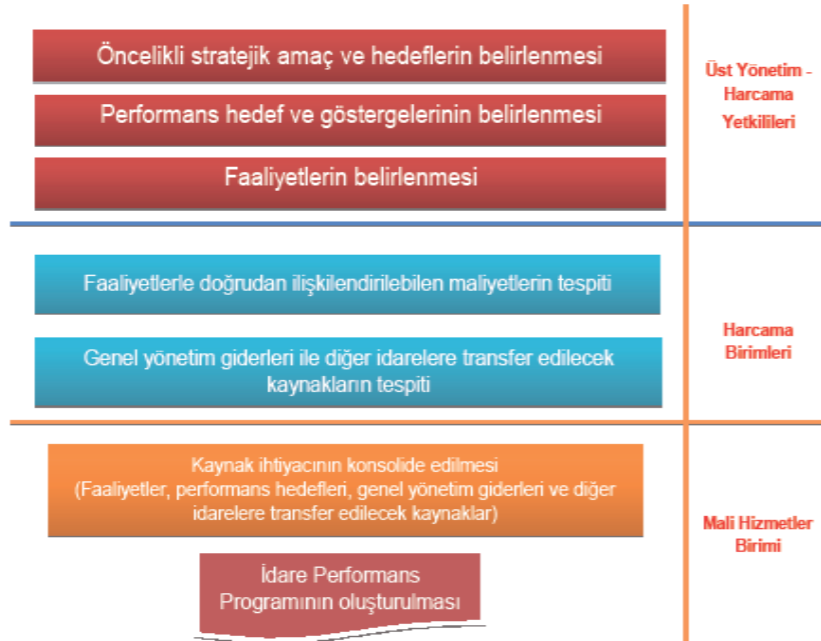 Öncelikli stratejik amaç ve hedeflerin belirlenmesi
Performans hedef ve göstergelerinin belirlenmesi
Faaliyetlerin belirlenmesi
Üst Yönetim -
Harcama
Yetkilileri
Faaliyetlerle doğrudan ilişkilendirilebilen maliyetlerin tespiti
Genel yönetim giderleri ile diğer idarelere transfer edilecek
kaynakların tespiti
Harcama
Birimleri
Kaynak ihtiyacının konsolide edilmesi
(Faaliyetler, performans hedefleri, genel yönetim giderleri ve diğer
idarelere transfer edilecek kaynaklar)
İdare Performans
Programının oluşturulması
Mali Hizmetler
Birimi